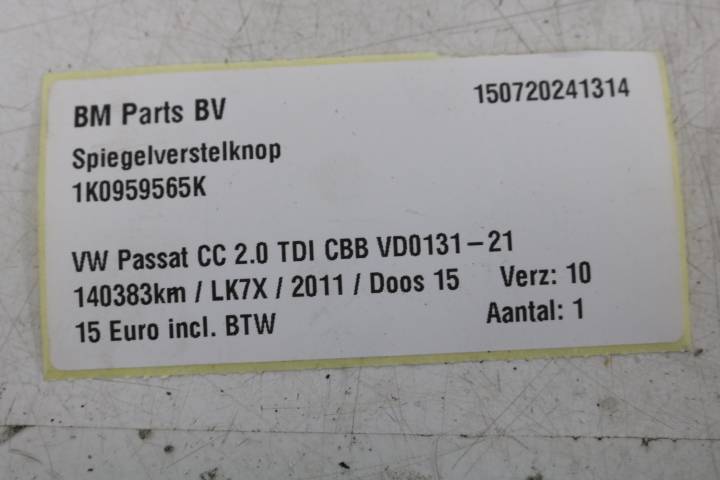 BM Parts BV 150720241314
Spiegelverstelknop
1K0959565K
VW Passat CC 2.0 TDI CBB VD0131-21
140383km / LK7X / 2011 / Doos 15 Verz: 10
15 Euro incl. BTW Aantal: 1